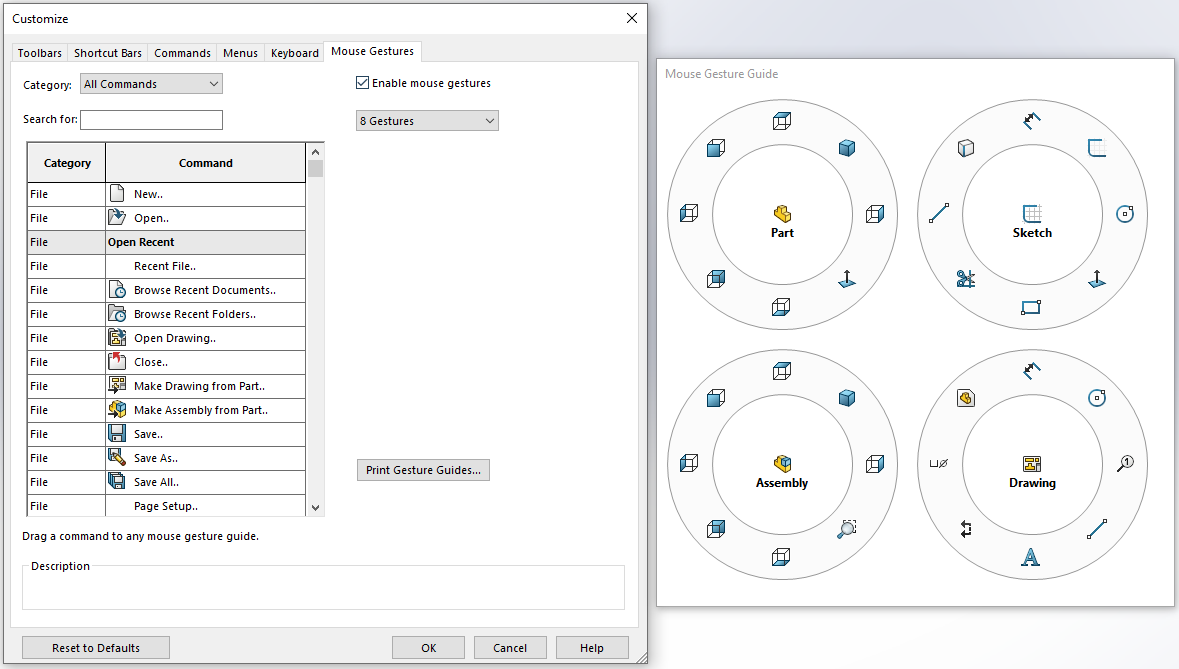 Customize
Toolbars Shortcut Bars Commands Menus Keyboard Mouse Gestures
Category: All Commands
Enable mouse gestures
Search for:
8 Gestures
Category Command
File New..
File Open..
File Open Recent
File Recent File..
File Browse Recent Documents..
File Browse Recent Folders..
File Open Drawing..
File Close..
File Make Drawing from Part..
File Make Assembly from Part..
File Save..
File Save As..
File Save All..
File Page Setup..
Print Gesture Guides...
Drag a command to any mouse gesture guide.
Description
Reset to Defaults OK Cancel Help
Mouse Gesture Guide
Part
Sketch
Assembly
Drawing
1
A